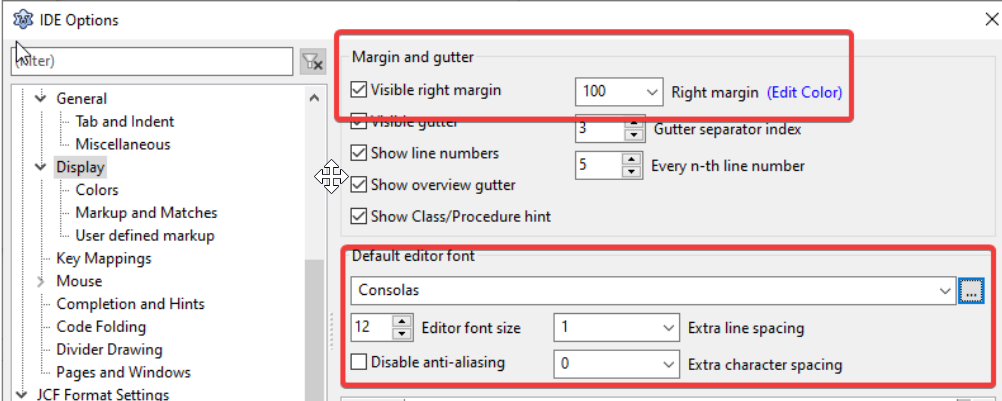 IDE Options
(filter)
General
Tab and Indent
Miscellaneous
Display
Colors
Markup and Matches
User defined markup
Key Mappings
Mouse
Completion and Hints
Code Folding
Divider Drawing
Pages and Windows
JCF Format Settings
Margin and gutter
Visible right margin 100 Right margin (Edit Color)
Visible gutter 3 Gutter separator index
Show line numbers 5 Every n-th line number
Show overview gutter
Show Class/Procedure hint
Default editor font
Consolas ...
12 Editor font size 1 Extra line spacing
Disable anti-aliasing 0 Extra character spacing